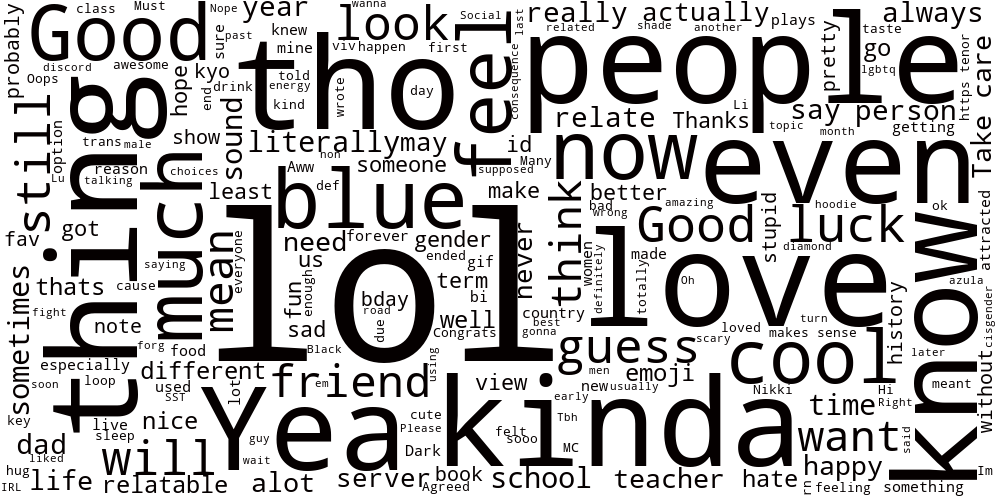 probably
Good
class
Must
Nope
year
look
wanna
Social
last
really
actually
plays
always
related
shade
another
taste
knew
sure
past
mine
viv
happen
first
feel
people
pretty
go
lgbtq
tenor
https
discord
awesome
Oops
hope
kyo
end
drink
told
energy
kind
tho
wrote
day
consequence
relate
Thanks
Li
say
person
topic
month
getting
Take care
still
option
Lu
trans
male
thing
reason
talking
much
choices
show
sound
literally
may
non
someone
id
Many
supposed
now
even
Aww
def
blue
least
make
better
bad
wrong
amazing
hoodie
ok
stupid
Good luck
diamond
attracted
fav
got
saying
mean
everyone
need
forever
us
gender
ended
gif
term
bi
never
think
women
definitely
made
totally
love
Oh
know
azula
thats
cause
sometimes
fight
note
fun
enough
sad
lol
bday
road
due
well
Congrats
country
best
gonna
guess
scary
loved
turn
makes sense
history
later
cisgender
without
forg
food
especially
loop
soon
different
Black
friend
em
using
view
men
new
usually
emoji
early
cool
Nikki
Hi
Right
meant
used
SST
lot
Yea
kinda
cute
Please
Tbh
felt
sooo
MC
time
want
said
key
live
sleep
nice
guy
wait
Dark
dad
liked
will
hug
IRL
life
relatable
alot
server
book
Agreed
school
teacher
hate
happy
rn
feeling
something
Im